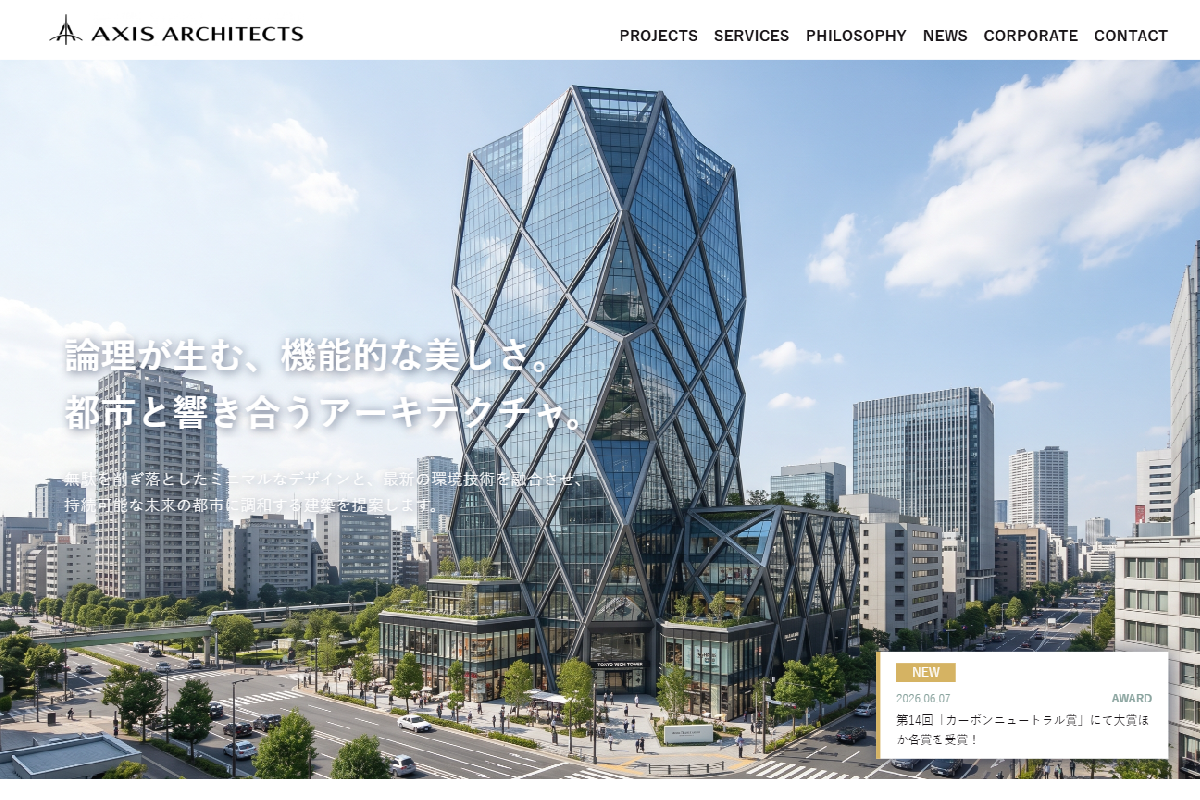 AXIS ARCHITECTS
PROJECTS SERVICES PHILOSOPHY NEWS CORPORATE CONTACT
論理が生む、機能的な美しさ。
都市と響き合うアーキテクチャ。
無駄を削ぎ落としたミニマルなデザインと、最新の環境技術を融合させ、
持続可能な未来の都市に調和する建築を提案します。
TOKYO TECH TOWER
NEW
2026.06.07 AWARD
第14回「カーボンニュートラル賞」にて大賞ほ
か各賞を受賞！